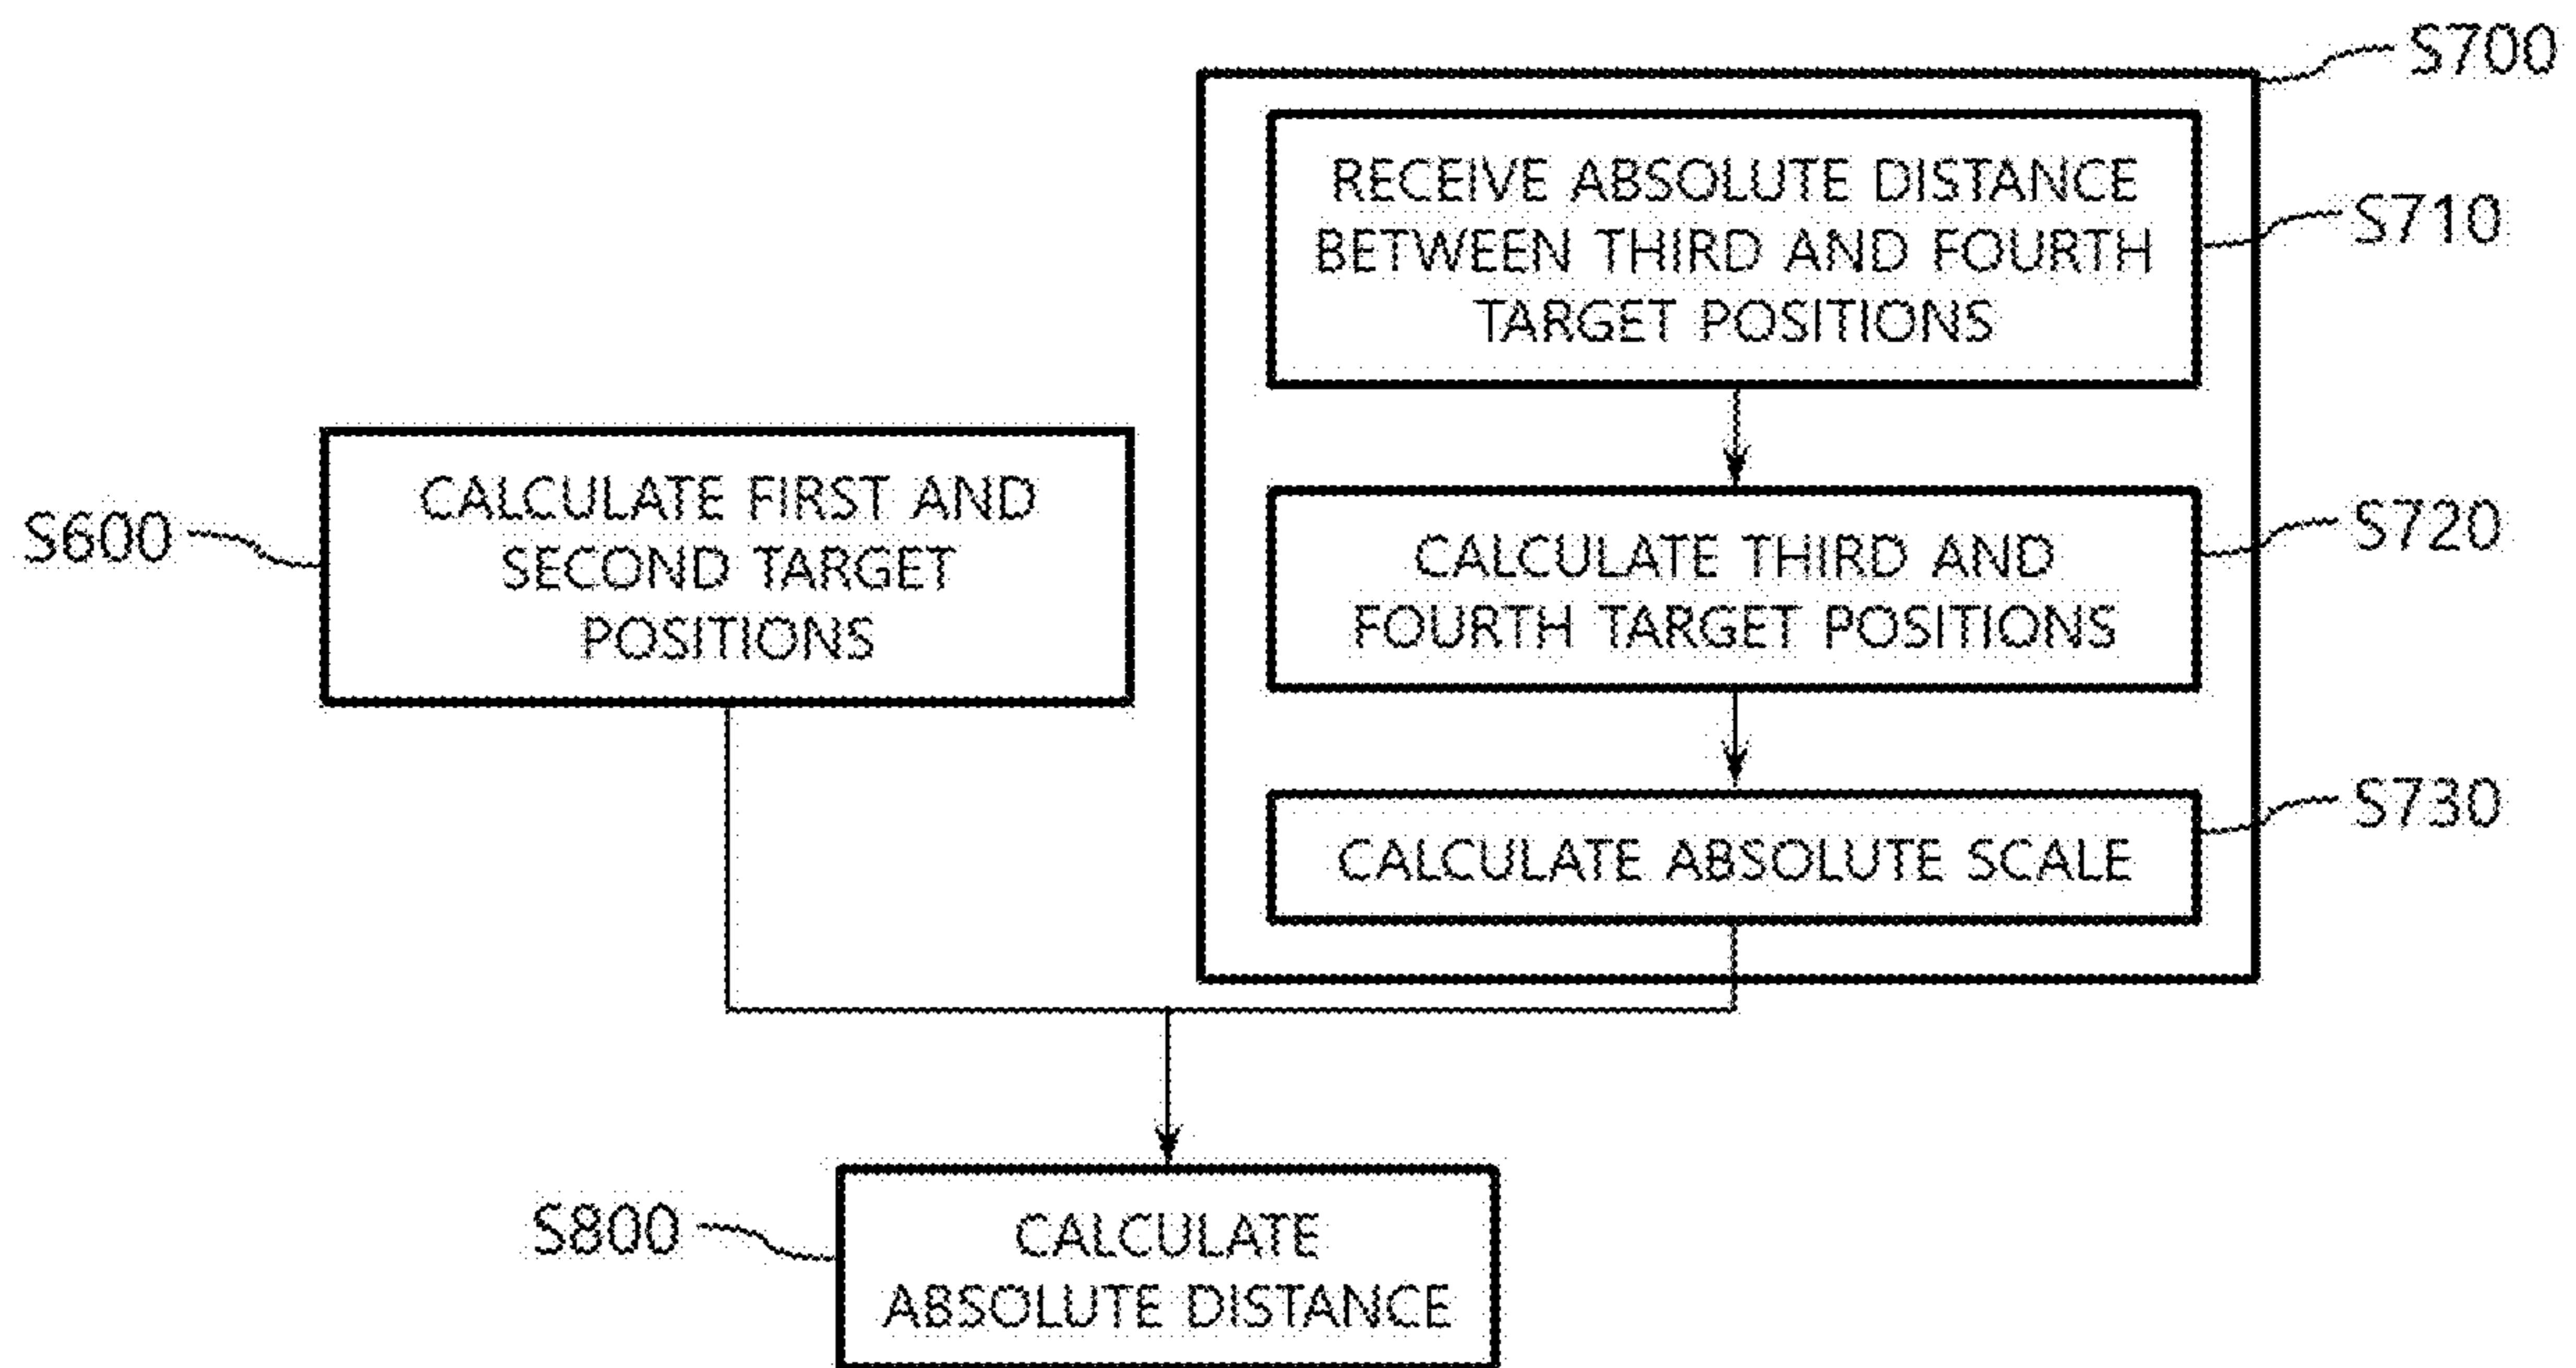 S700
RECEIVE ABSOLUTE DISTANCE
BETWEEN THIRD AND FOURTH
TARGET POSITIONS
S710
CALCULATE FIRST AND
SECOND TARGET
POSITIONS
S600
CALCULATE THIRD AND
FOURTH TARGET POSITIONS
S720
CALCULATE ABSOLUTE SCALE
S730
S800
CALCULATE
ABSOLUTE DISTANCE